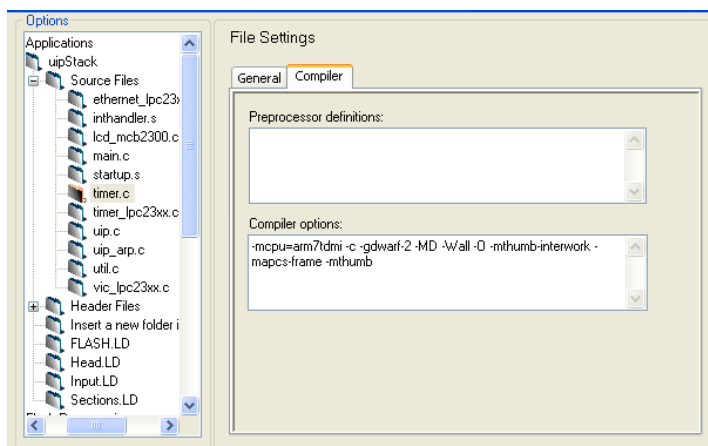 Options
Applications
uipStack
Source Files
ethernet_lpc23
inthandler.s
lcd_mcb2300.c
main.c
startup.s
timer.c
timer_lpc23xx.c
uip.c
uip_arp.c
util.c
vic_lpc23xx.c
Header Files
Insert a new folder i
FLASH.LD
Head.LD
Input.LD
Sections.LD
File Settings
General Compiler
Preprocessor definitions:
Compiler options:
-mcpu=arm7tdmi -c -gdwarf-2 -MD -Wall -O -mthumb-interwork -
mapcs-frame -mthumb